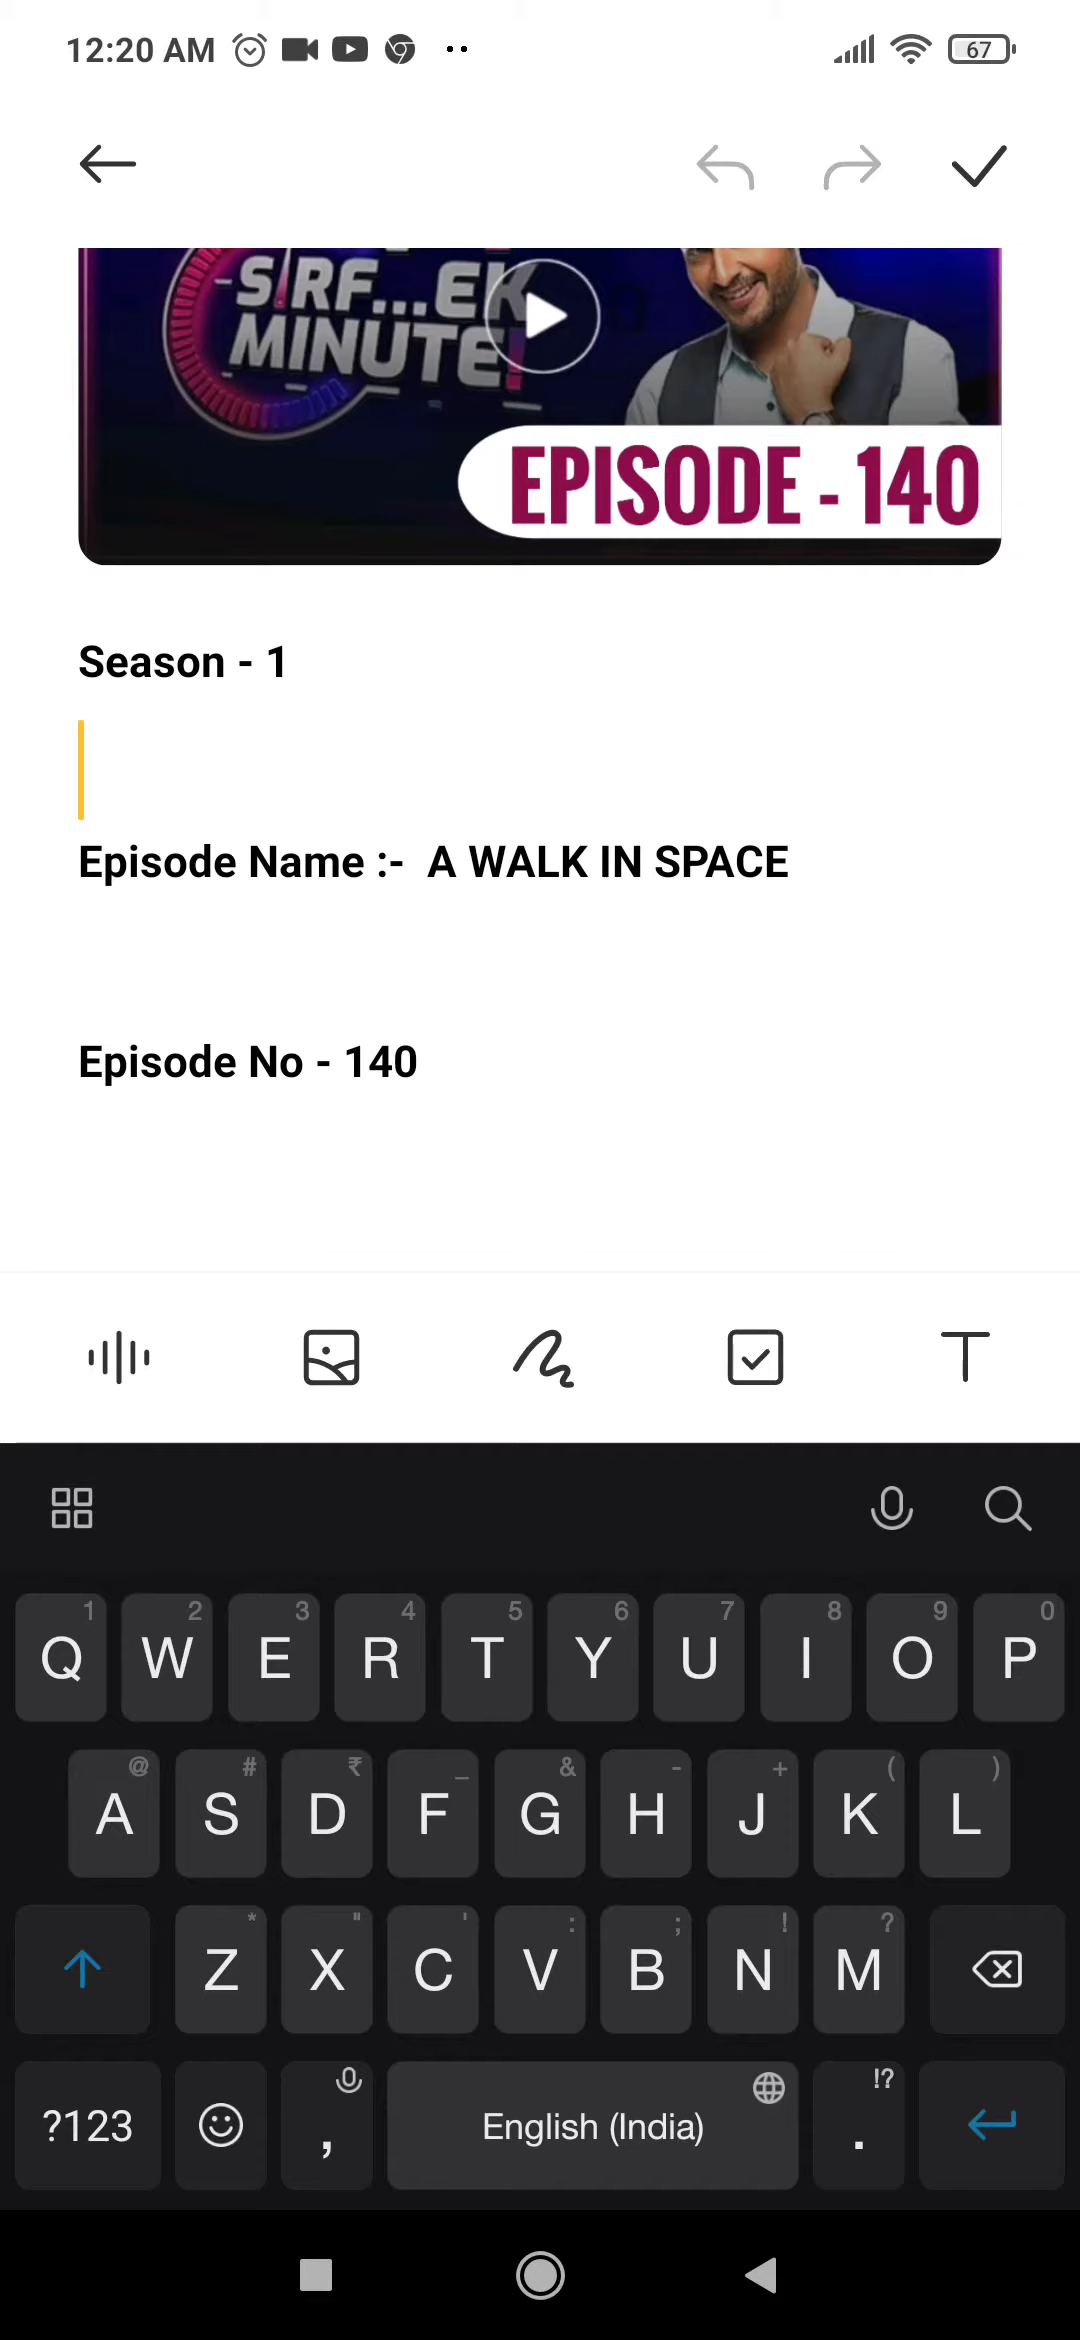 12:20 AM
67
SIRF...EK
MINUTE!
EPISODE - 140
Season - 1
Episode Name :- A WALK IN SPACE
Episode No - 140
1 2 3 4 5 6 7 8 9 0
Q W E R T Y U I O P
@ # ₹ _ & - + ( )
A S D F G H J K L
* " ' : ; ! ?
Z X C V B N M
!?
?123 , English (India) .